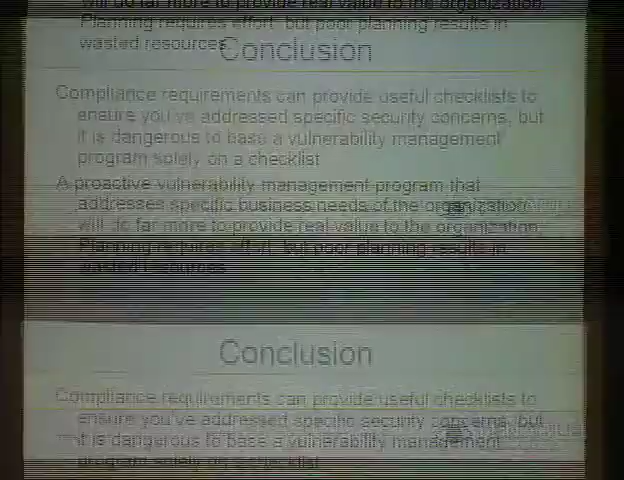 will do far more to provide real value to the organization.
Planning requires effort, but poor planning results in
wasted resources.
Conclusion
Compliance requirements can provide useful checklists to
ensure you've addressed specific security concerns, but
it is dangerous to base a vulnerability management
program solely on a checklist
A proactive vulnerability management program that
addresses specific business needs of the organization
will do far more to provide real value to the organization.
Planning requires effort, but poor planning results in
wasted resources
Conclusion
Compliance requirements can provide useful checklists to
ensure you've addressed specific security concerns, but
it is dangerous to base a vulnerability management
program solely on a checklist